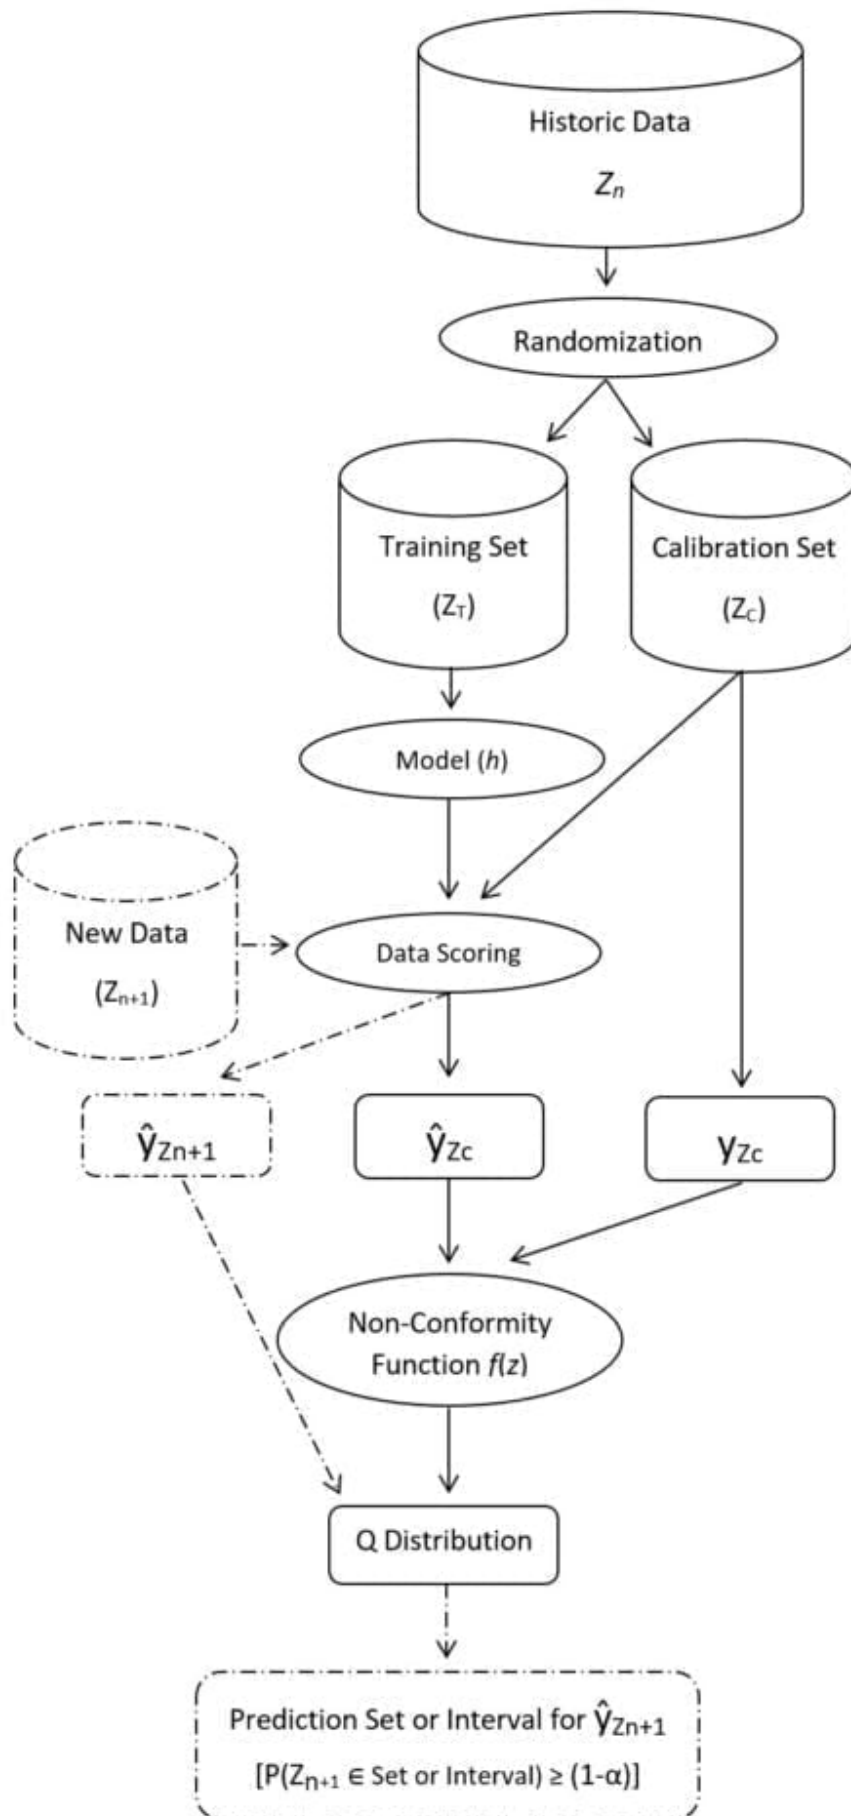 Historic Data
Zn
Randomization
Training Set
(ZT)
Calibration Set
(ZC)
Model (h)
New Data
(Zn+1)
Data Scoring
ŷZn+1
ŷZc
yZc
Non-Conformity
Function f(z)
Q Distribution
Prediction Set or Interval for ŷZn+1
[P(Zn+1 ∈ Set or Interval) ≥ (1-α)]